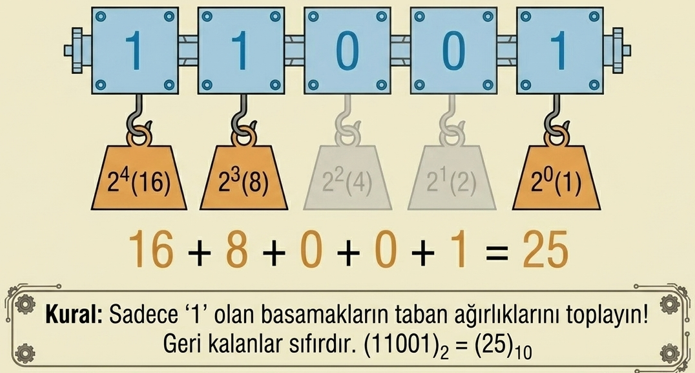 1 1 0 0 1
2⁴(16) 2³(8) 2²(4) 2¹(2) 2⁰(1)
16 + 8 + 0 + 0 + 1 = 25
Kural: Sadece ‘1’ olan basamakların taban ağırlıklarını toplayın!
Geri kalanlar sıfırdır. (11001)₂ = (25)₁₀